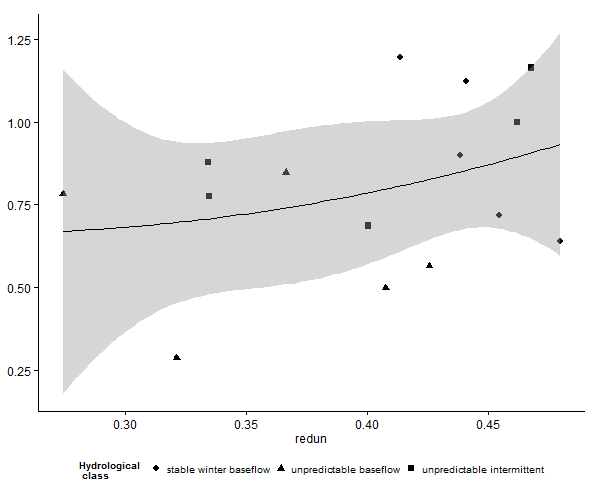 1.25
1.00
0.75
0.50
0.25
0.30 0.35 0.40 0.45
redun
Hydrological
class
stable winter baseflow unpredictable baseflow unpredictable intermittent